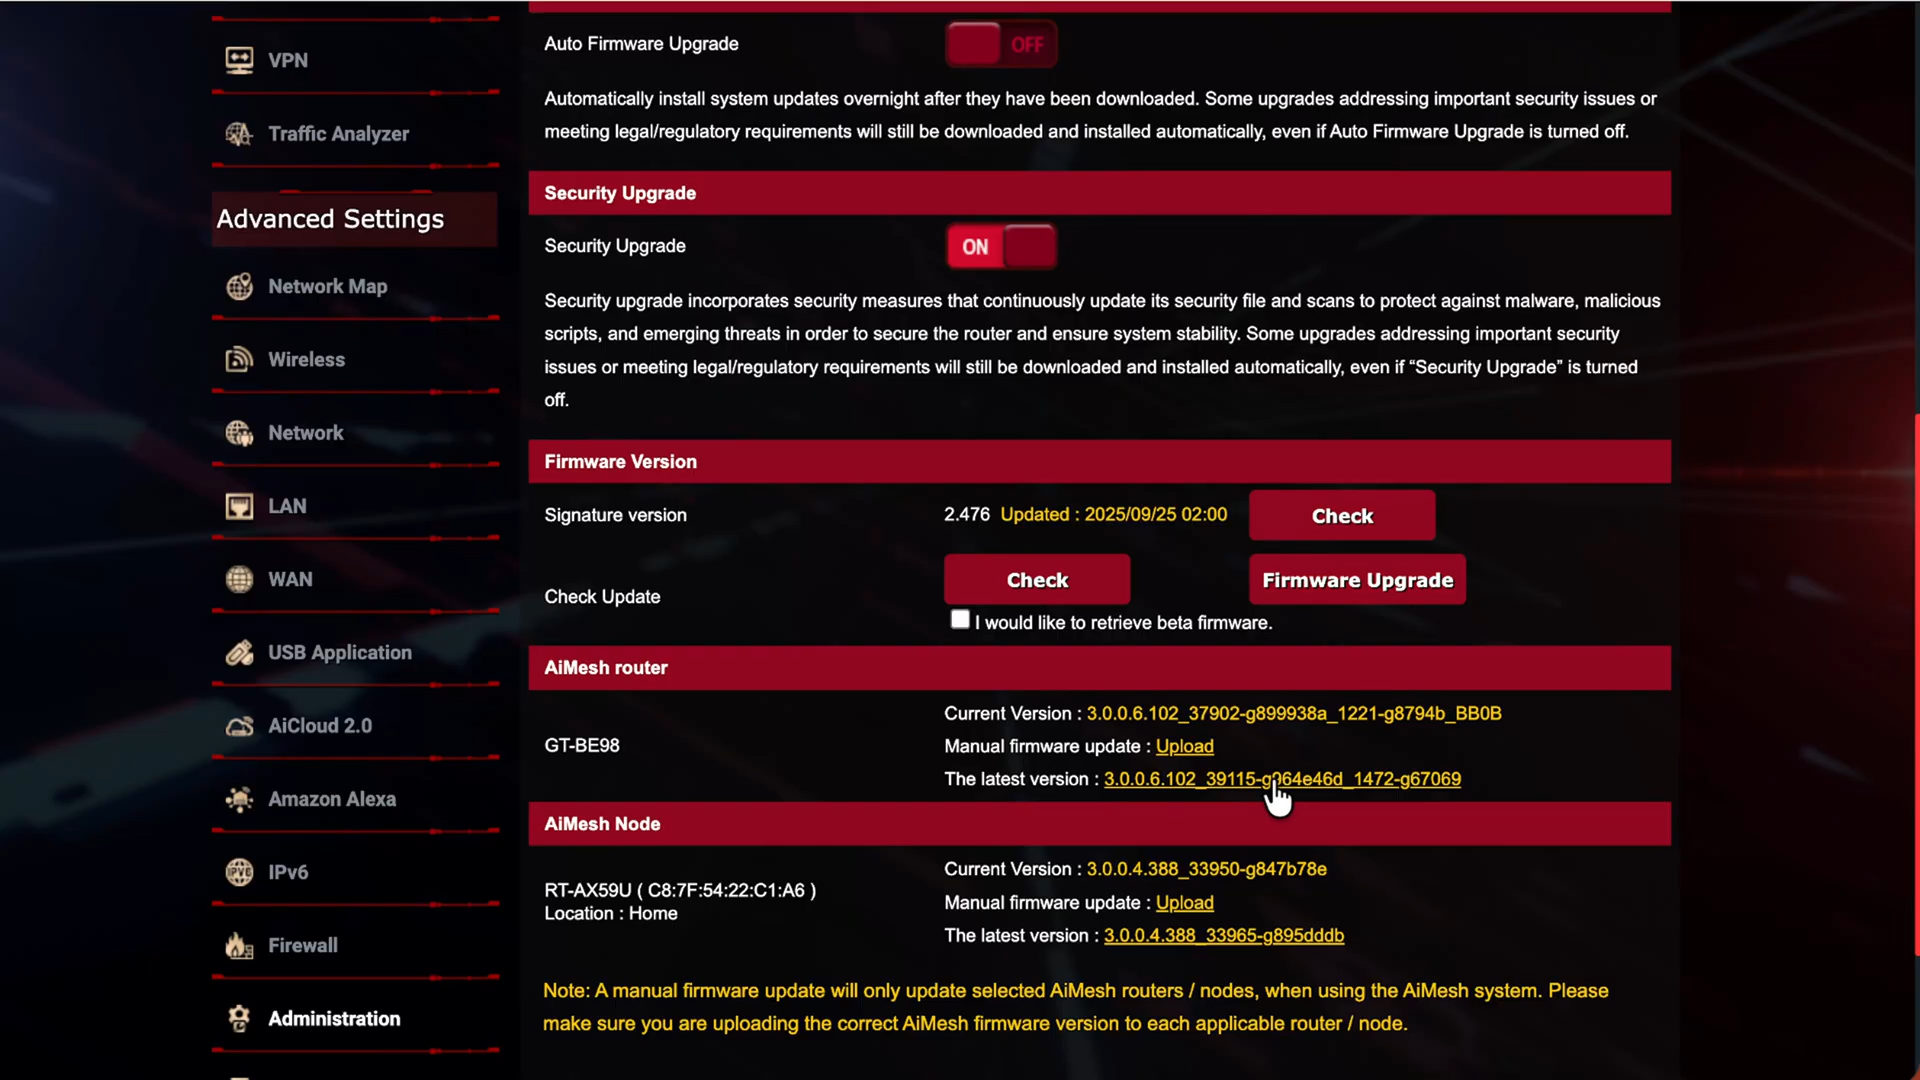 VPN
Traffic Analyzer
Advanced Settings
Network Map
Wireless
Network
LAN
WAN
USB Application
AiCloud 2.0
Amazon Alexa
IPv6
Firewall
Administration
Auto Firmware Upgrade
OFF
Automatically install system updates overnight after they have been downloaded. Some upgrades addressing important security issues or
meeting legal/regulatory requirements will still be downloaded and installed automatically, even if Auto Firmware Upgrade is turned off.
Security Upgrade
Security Upgrade
ON
Security upgrade incorporates security measures that continuously update its security file and scans to protect against malware, malicious
scripts, and emerging threats in order to secure the router and ensure system stability. Some upgrades addressing important security
issues or meeting legal/regulatory requirements will still be downloaded and installed automatically, even if “Security Upgrade” is turned
off.
Firmware Version
Signature version
2.476 Updated : 2025/09/25 02:00
Check
Check Update
Check
Firmware Upgrade
I would like to retrieve beta firmware.
AiMesh router
GT-BE98
Current Version : 3.0.0.6.102_37902-g899938a_1221-g8794b_BB0B
Manual firmware update : Upload
The latest version :
AiMesh Node
RT-AX59U ( C8:7F:54:22:C1:A6 )
Location : Home
Current Version : 3.0.0.4.388_33950-g847b78e
Manual firmware update : Upload
The latest version : 3.0.0.4.388_33965-g895dddb
Note: A manual firmware update will only update selected AiMesh routers / nodes, when using the AiMesh system. Please
make sure you are uploading the correct AiMesh firmware version to each applicable router / node.